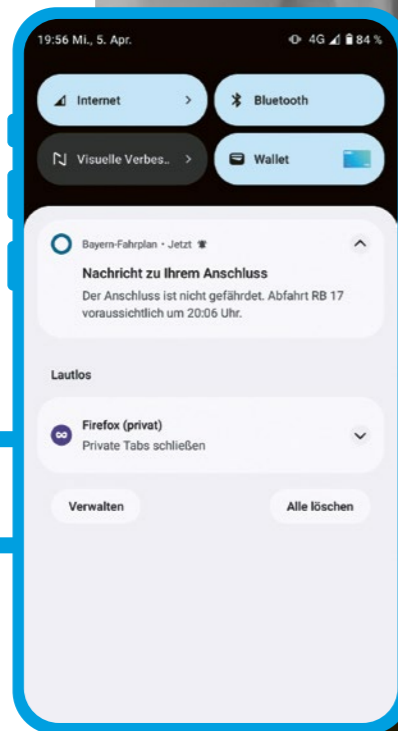 19:56 Mi., 5. Apr. 4G 84 %
Internet
Bluetooth
Visuelle Verbes..
Wallet
Bayern-Fahrplan • Jetzt
Nachricht zu Ihrem Anschluss
Der Anschluss ist nicht gefährdet. Abfahrt RB 17
voraussichtlich um 20:06 Uhr.
Lautlos
Firefox (privat)
Private Tabs schließen
Verwalten
Alle löschen